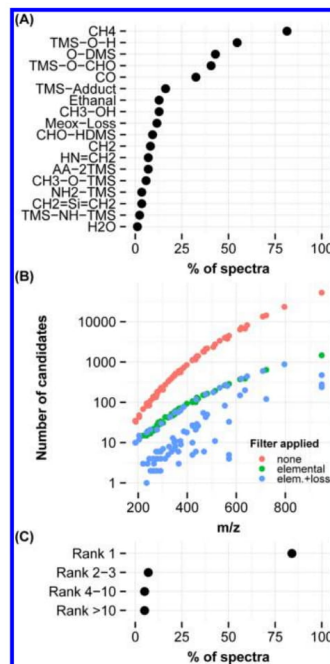 (A)
CH4
TMS-O-H
O-DMS
TMS-O-CHO
CO
TMS-Adduct
Ethanal
CH3-OH
Meox-Loss
CHO-HDMS
CH2
HN=CH2
AA-2TMS
CH3-O-TMS
NH2-TMS
CH2=Si=CH2
TMS-NH-TMS
H2O
0 25 50 75 100
% of spectra
(B)
Number of candidates
10000
1000
100
10
1
Filter applied
none
elemental
elem.+loss
200 400 600 800
m/z
(C)
Rank 1
Rank 2-3
Rank 4-10
Rank >10
0 25 50 75 100
% of spectra